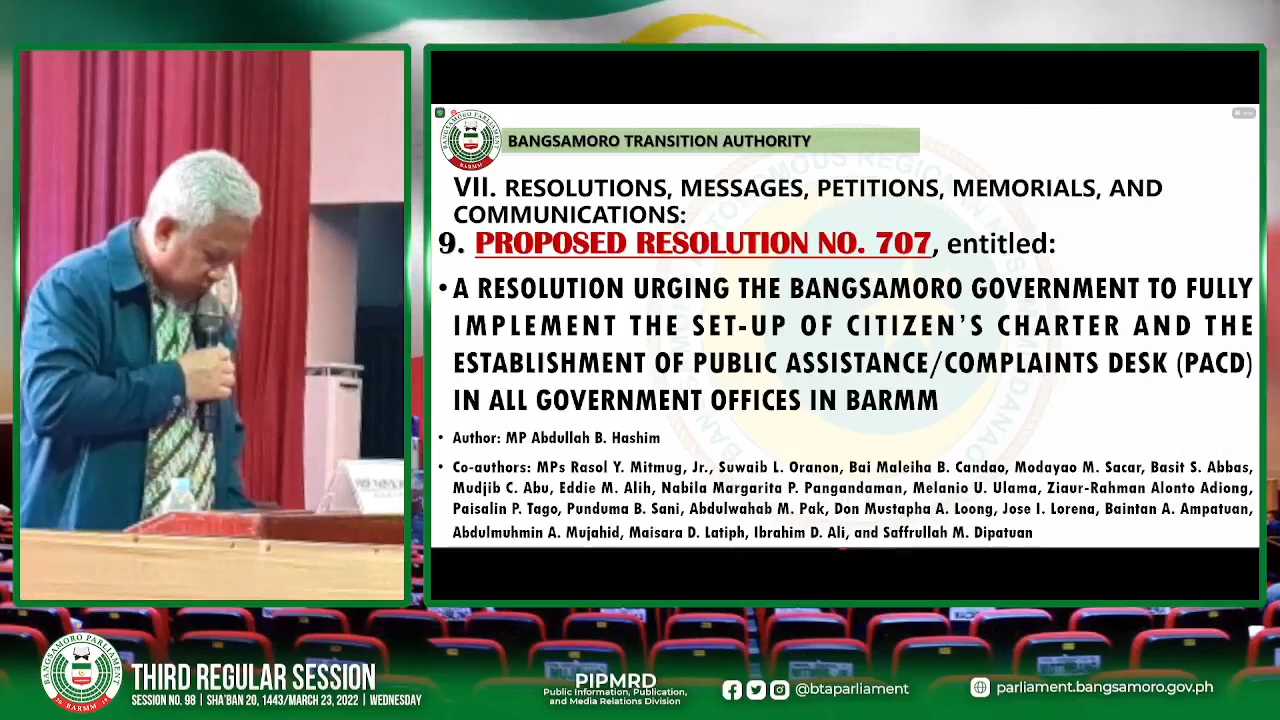 BANGSAMORO TRANSITION AUTHORITY
VII. RESOLUTIONS, MESSAGES, PETITIONS, MEMORIALS, AND
COMMUNICATIONS:
9. PROPOSED RESOLUTION NO. 707, entitled:
• A RESOLUTION URGING THE BANGSAMORO GOVERNMENT TO FULLY
IMPLEMENT THE SET-UP OF CITIZEN'S CHARTER AND THE
ESTABLISHMENT OF PUBLIC ASSISTANCE/COMPLAINTS DESK (PACD)
IN ALL GOVERNMENT OFFICES IN BARMM
• Author: MP Abdullah B. Hashim
• Co-authors: MPs Rasol Y. Mitmug, Jr., Suwaib L. Oranon, Bai Maleiha B. Candao, Modayao M. Sacar, Basit S. Abbas,
Mudjib C. Abu, Eddie M. Alih, Nabila Margarita P. Pangandaman, Melanio U. Ulama, Ziaur-Rahman Alonto Adiong,
Paisalin P. Tago, Punduma B. Sani, Abdulwahab M. Pak, Don Mustapha A. Loong, Jose I. Lorena, Baintan A. Ampatuan,
Abdulmuhmin A. Mujahid, Maisara D. Latiph, Ibrahim D. Ali, and Saffrullah M. Dipatuan
BANGSAMORO PARLIAMENT
BARMM
THIRD REGULAR SESSION
SESSION NO. 98 | SHA'BAN 20, 1443/MARCH 23, 2022 | WEDNESDAY
PIPMRD
Public Information, Publication,
and Media Relations Division
@btaparliament
parliament.bangsamoro.gov.ph